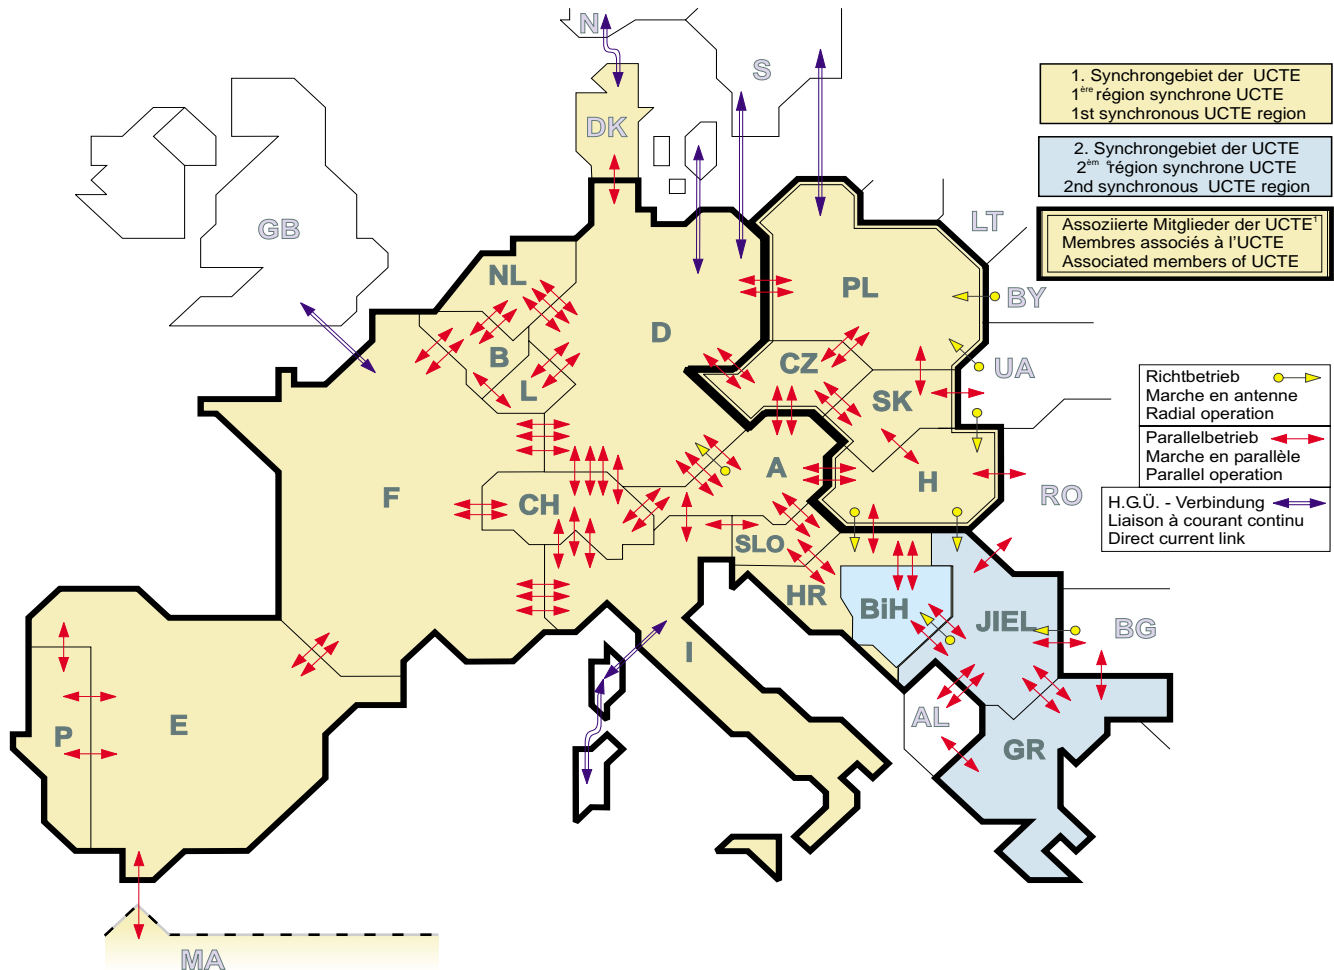 N
S
DK
GB
LT
NL
PL
BY
D
B
CZ
UA
L
SK
A
F
CH
H
RO
SLO
HR
BiH
JIEL
BG
I
P
E
AL
GR
MA
1. Synchrongebiet der UCTE
1ère région synchrone UCTE
1st synchronous UCTE region
2. Synchrongebiet der UCTE
2èm e région synchrone UCTE
2nd synchronous UCTE region
Assoziierte Mitglieder der UCTE1
Membres associés à l'UCTE
Associated members of UCTE
Richtbetrieb
Marche en antenne
Radial operation
Parallelbetrieb
Marche en parallèle
Parallel operation
H.G.Ü. - Verbindung
Liaison à courant continu
Direct current link